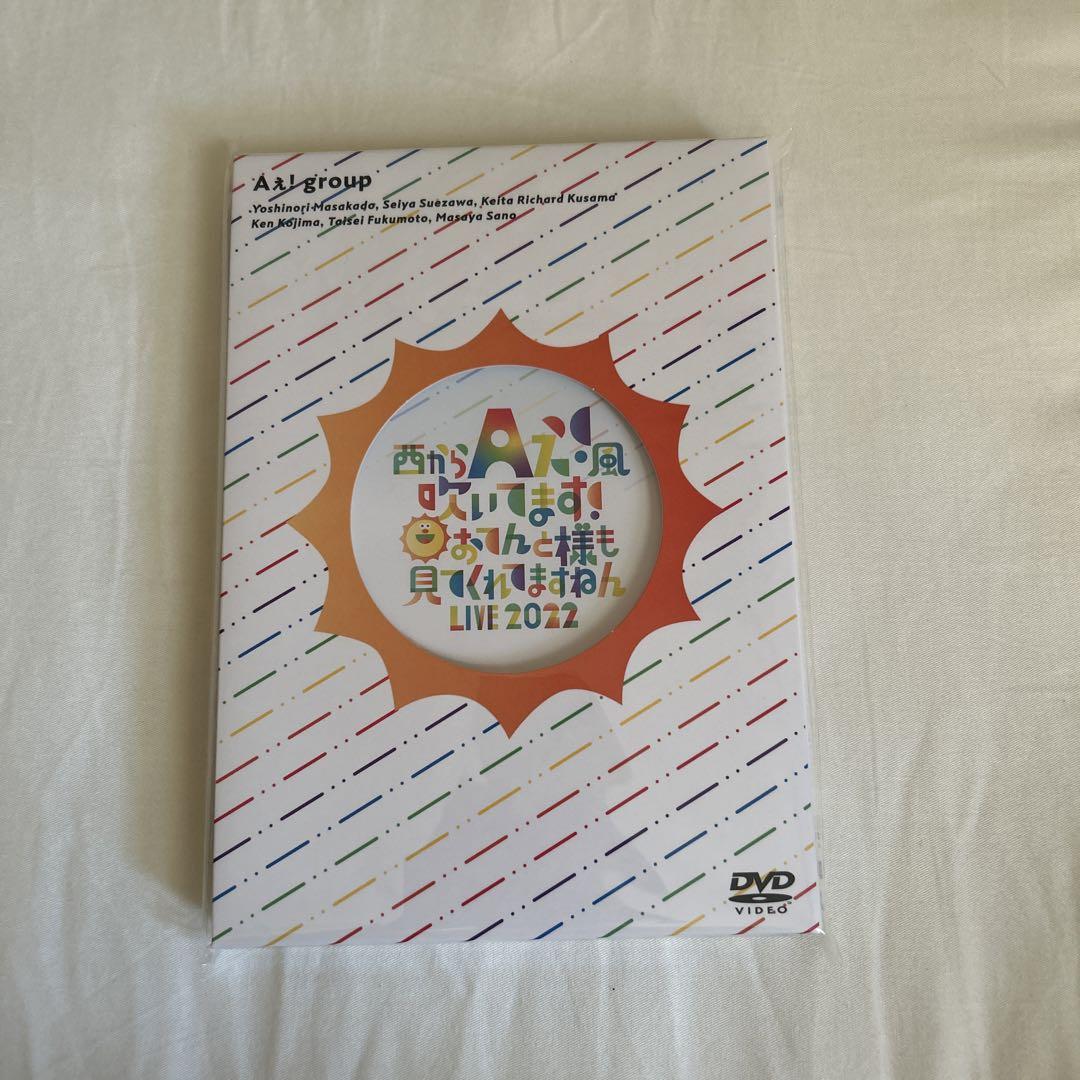 Aぇ! group
Yoshinori Masakado, Seiya Suezawa, Keita Richard Kusama
Ken Kojima, Taisei Fukumoto, Masaya Sano
西からAぇ風
吹いてます!
おてんと様も
見てくれてますねん
LIVE 2022
DVD
VIDEO